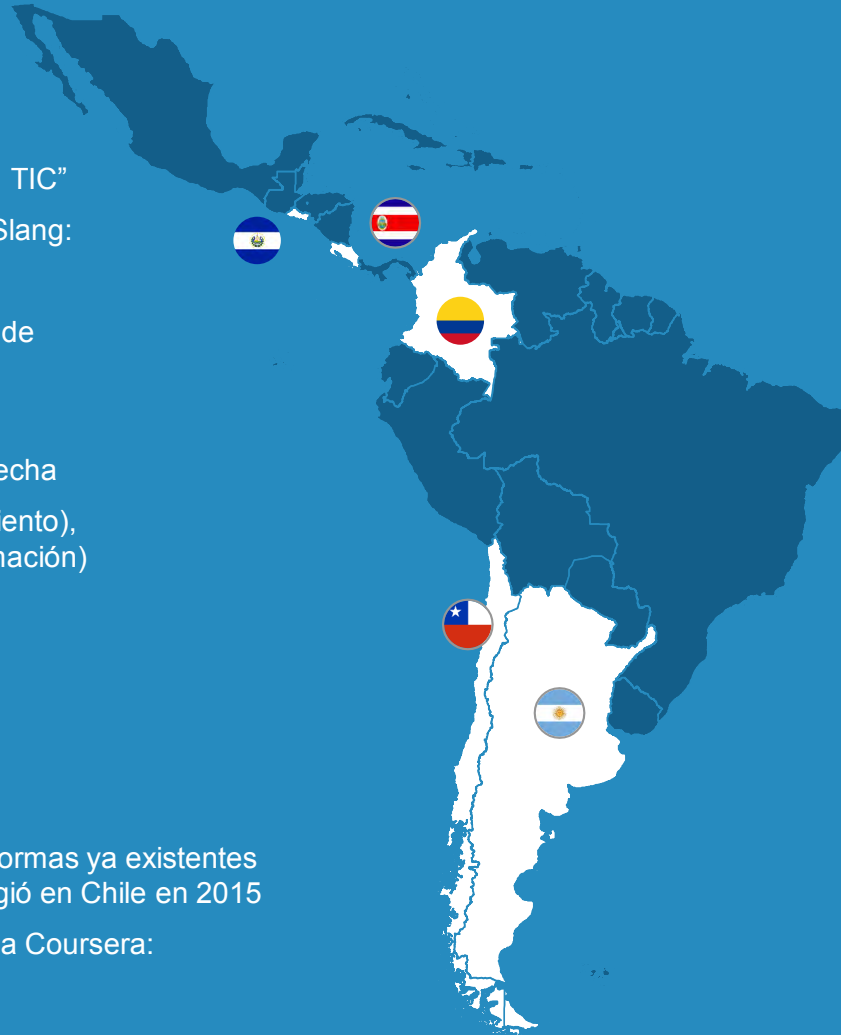 TIC”
Slang:
de
echa
iento),
nación)
ormas ya existentes
gió en Chile en 2015
a Coursera: